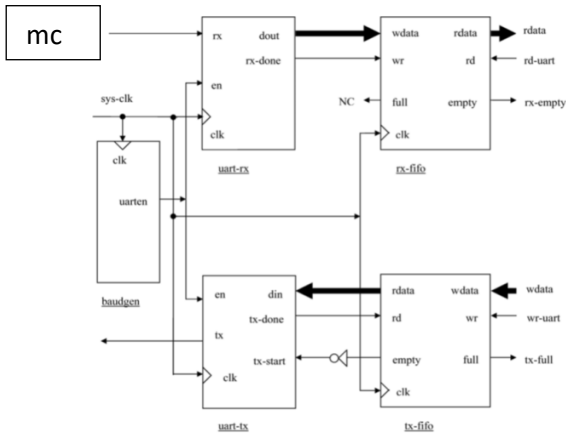 mc
rx
dout
rx-done
en
clk
uart-rx
wdata
rdata
wr
rd
full
empty
clk
rx-fifo
rdata
rd-uart
rx-empty
NC
sys-clk
clk
uarten
baudgen
en
din
tx-done
tx
tx-start
clk
uart-tx
rdata
wdata
rd
wr
empty
full
clk
tx-fifo
wdata
wr-uart
tx-full